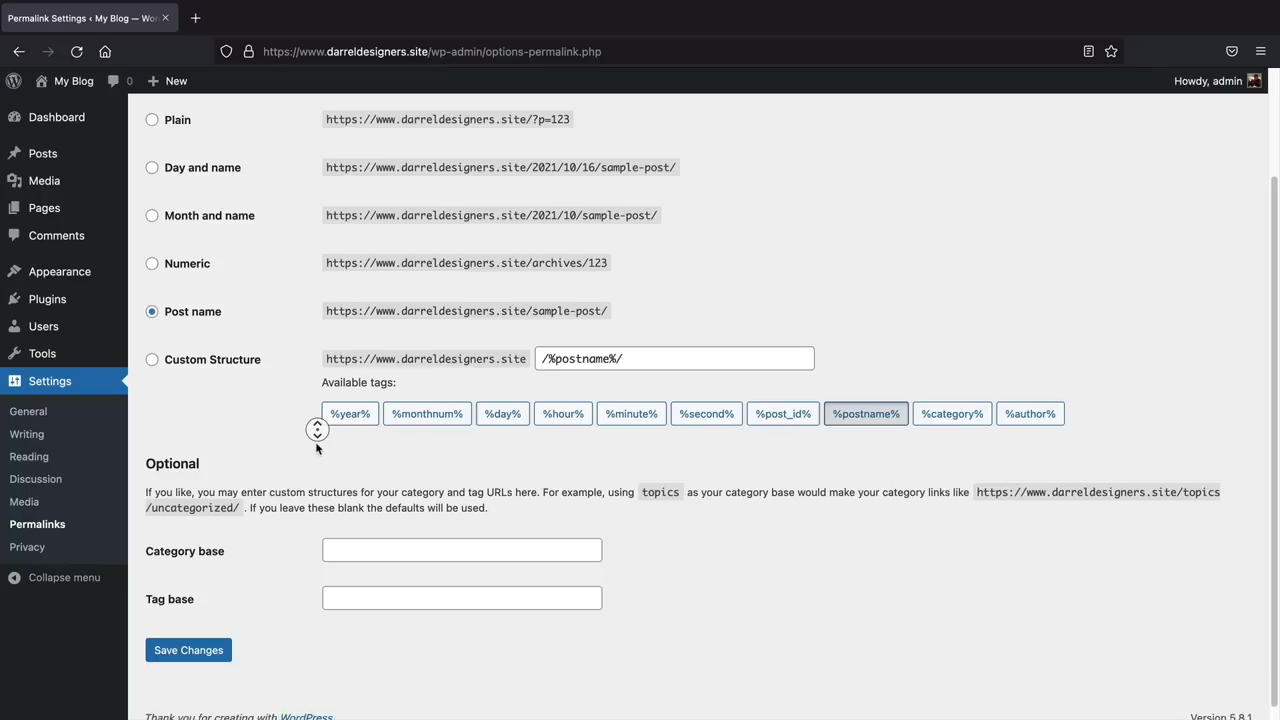 Permalink Settings ‹ My Blog — Wor
https://www.darreldesigners.site/wp-admin/options-permalink.php
My Blog 0 New Howdy, admin
Dashboard
Posts
Media
Pages
Comments
Appearance
Plugins
Users
Tools
Settings
General
Writing
Reading
Discussion
Media
Permalinks
Privacy
Collapse menu
Plain https://www.darreldesigners.site/?p=123
Day and name https://www.darreldesigners.site/2021/10/16/sample-post/
Month and name https://www.darreldesigners.site/2021/10/sample-post/
Numeric https://www.darreldesigners.site/archives/123
Post name https://www.darreldesigners.site/sample-post/
Custom Structure https://www.darreldesigners.site /%postname%/
Available tags:
%year% %monthnum% %day% %hour% %minute% %second% %post_id% %postname% %category% %author%
Optional
If you like, you may enter custom structures for your category and tag URLs here. For example, using topics as your category base would make your category links like https://www.darreldesigners.site/topics
/uncategorized/ . If you leave these blank the defaults will be used.
Category base
Tag base
Save Changes
Thank you for creating with WordPress
Version 5.8.1